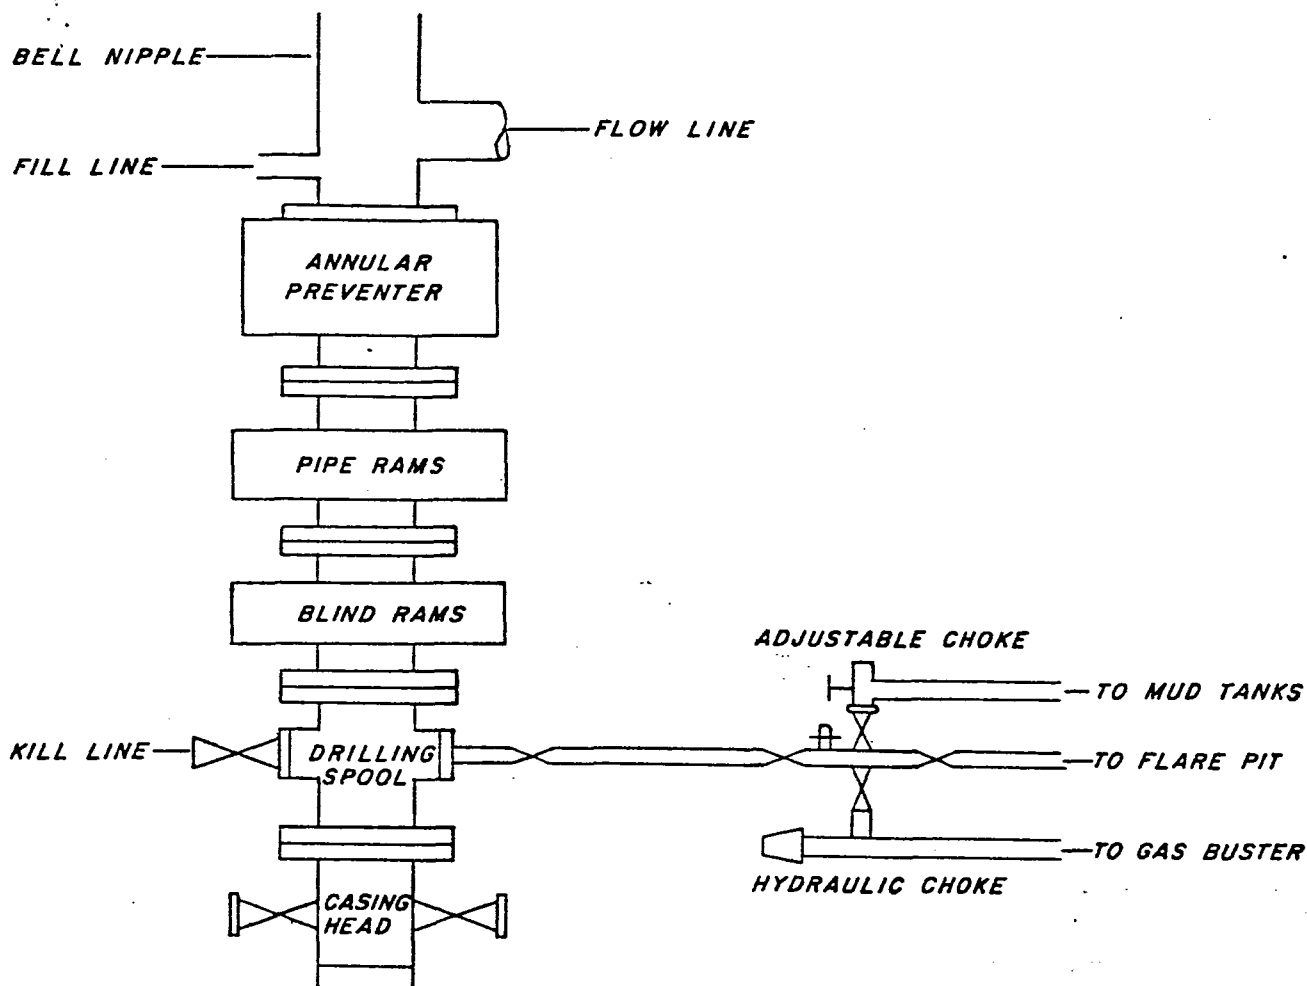 BELL NIPPLE
FLOW LINE
FILL LINE
ANNULAR
PREVENTER
PIPE RAMS
BLIND RAMS
ADJUSTABLE CHOKE
TO MUD TANKS
KILL LINE
DRILLING
SPOOL
TO FLARE PIT
TO GAS BUSTER
HYDRAULIC CHOKE
CASING
HEAD